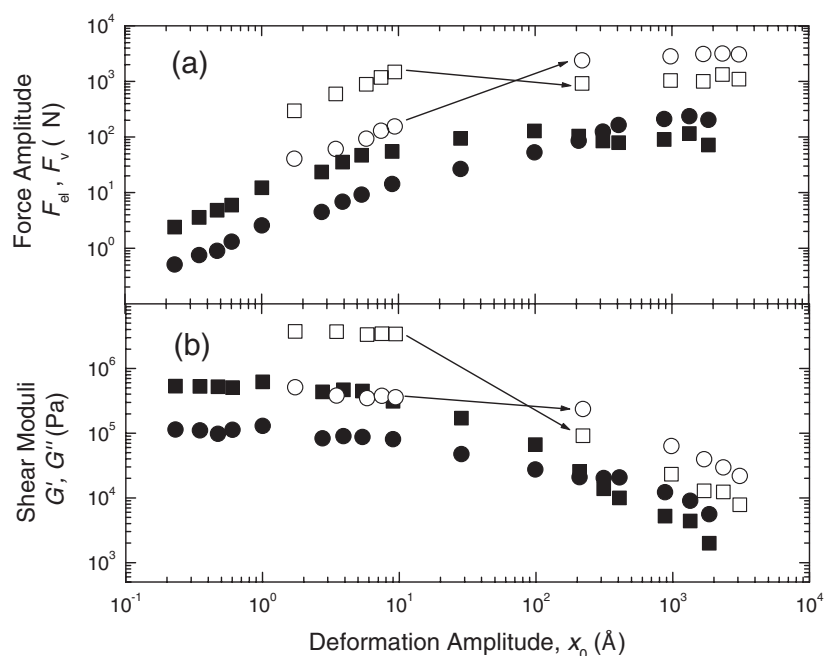 (a)
Force Amplitude
F_el, F_v ( N)
10^4
10^3
10^2
10^1
10^0
(b)
Shear Moduli
G′, G″ (Pa)
10^6
10^5
10^4
10^3
10^-1
10^0
10^1
10^2
10^3
10^4
Deformation Amplitude, x_0 (Å)